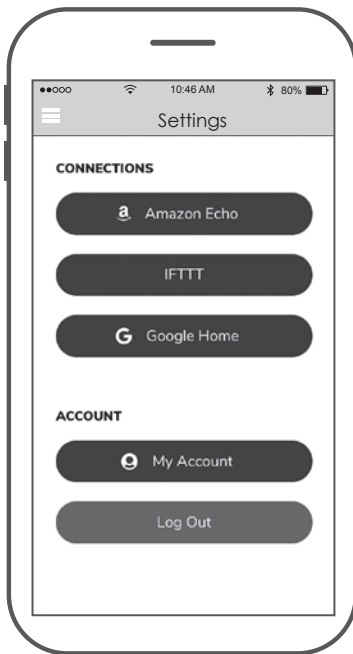 10:46 AM 80%
Settings
CONNECTIONS
a Amazon Echo
IFTTT
G Google Home
ACCOUNT
My Account
Log Out